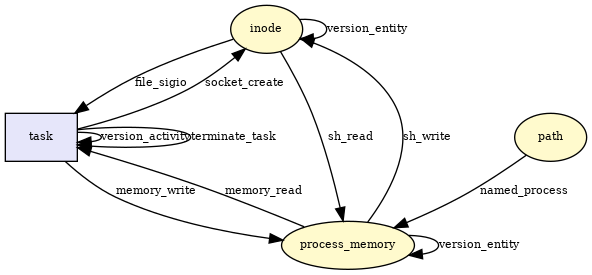 inode
version_entity
file_sigio
socket_create
task
version_activity
terminate_task
sh_read
sh_write
path
memory_write
memory_read
named_process
process_memory
version_entity